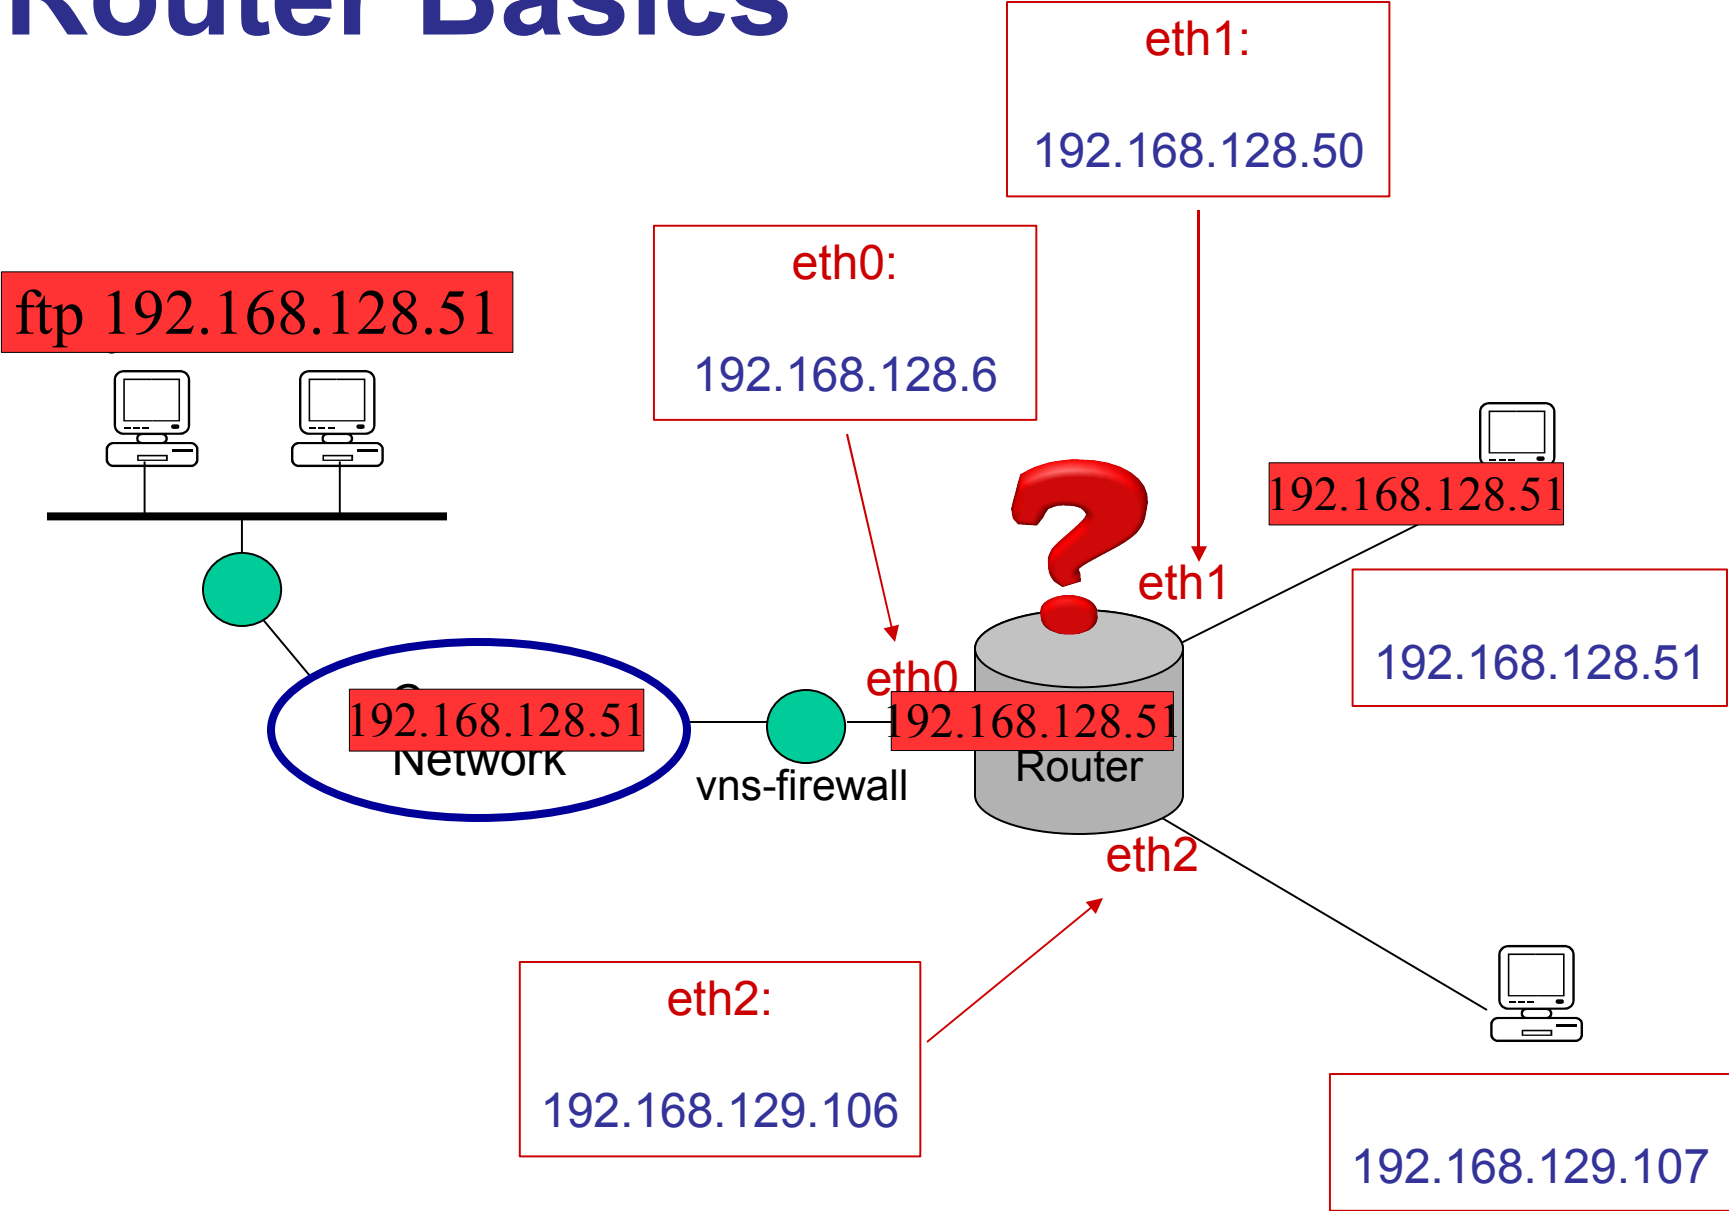 Router Basics
eth1:
192.168.128.50
eth0:
192.168.128.6
ftp 192.168.128.51
192.168.128.51
eth1
192.168.128.51
eth0
192.168.128.51
192.168.128.51
Network
Router
vns-firewall
eth2
eth2:
192.168.129.106
192.168.129.107